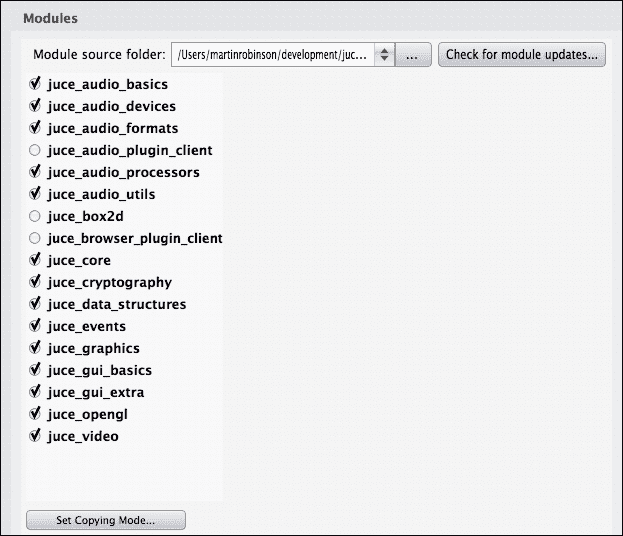 Modules
Module source folder: /Users/martinrobinson/development/juc... ... Check for module updates...
juce_audio_basics
juce_audio_devices
juce_audio_formats
juce_audio_plugin_client
juce_audio_processors
juce_audio_utils
juce_box2d
juce_browser_plugin_client
juce_core
juce_cryptography
juce_data_structures
juce_events
juce_graphics
juce_gui_basics
juce_gui_extra
juce_opengl
juce_video
Set Copying Mode...